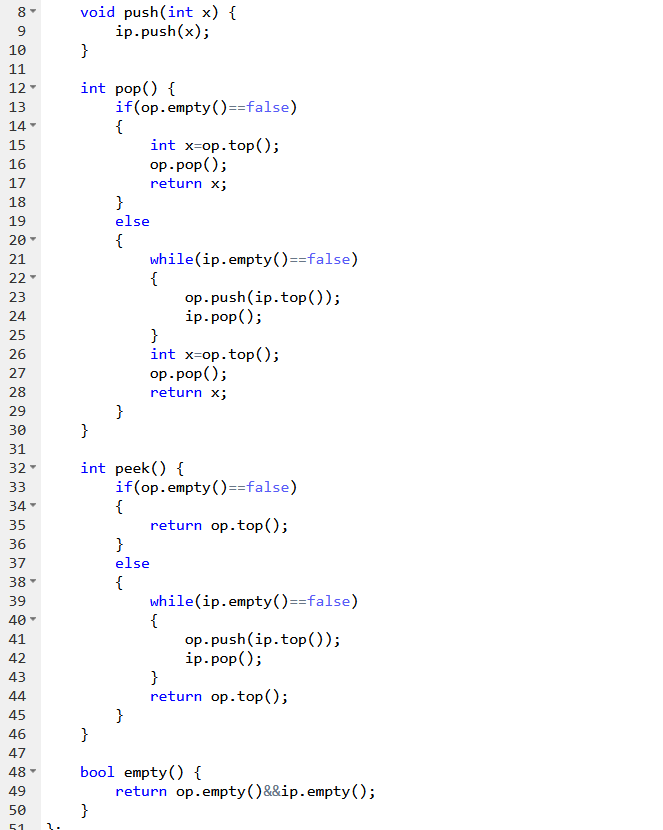 8 void push(int x) {
9 ip.push(x);
10 }
11
12 int pop() {
13 if(op.empty()==false)
14 {
15 int x=op.top();
16 op.pop();
17 return x;
18 }
19 else
20 {
21 while(ip.empty()==false)
22 {
23 op.push(ip.top());
24 ip.pop();
25 }
26 int x=op.top();
27 op.pop();
28 return x;
29 }
30 }
31
32 int peek() {
33 if(op.empty()==false)
34 {
35 return op.top();
36 }
37 else
38 {
39 while(ip.empty()==false)
40 {
41 op.push(ip.top());
42 ip.pop();
43 }
44 return op.top();
45 }
46 }
47
48 bool empty() {
49 return op.empty()&&ip.empty();
50 }
51 };